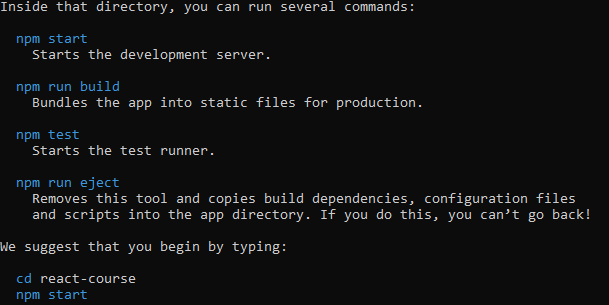 Inside that directory, you can run several commands:
npm start
Starts the development server.
npm run build
Bundles the app into static files for production.
npm test
Starts the test runner.
npm run eject
Removes this tool and copies build dependencies, configuration files
and scripts into the app directory. If you do this, you can’t go back!
We suggest that you begin by typing:
cd react-course
npm start